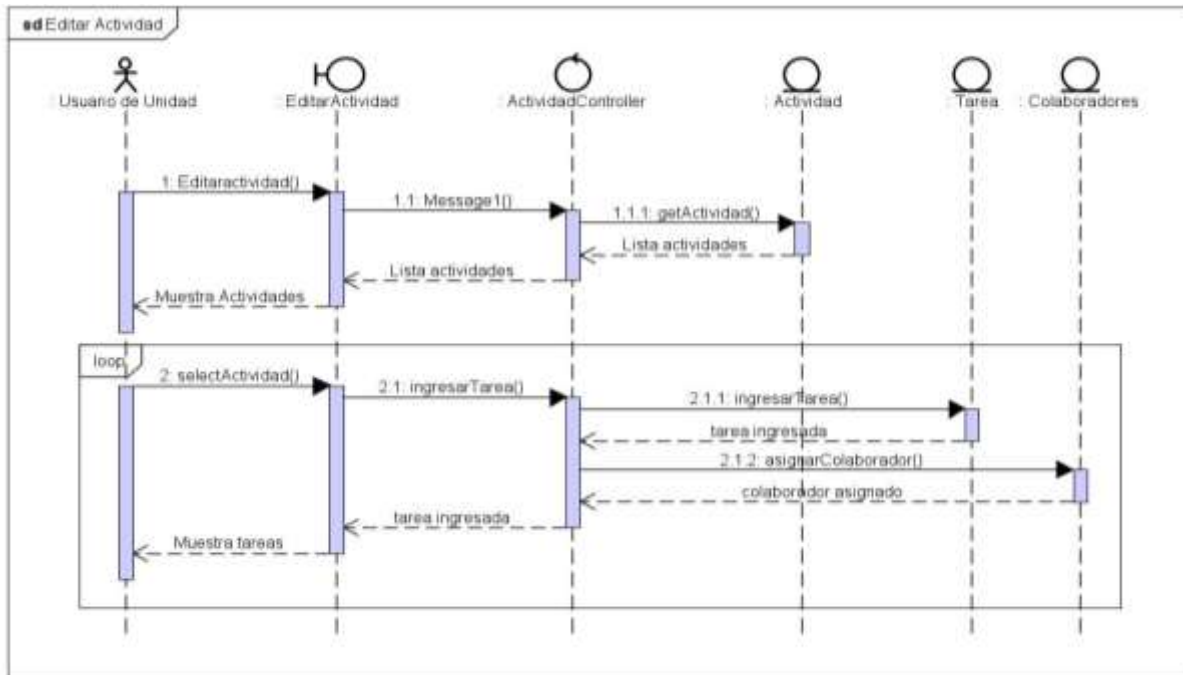 sd Editar Actividad
: Usuario de Unidad
: EditarActividad
: ActividadController
: Actividad
: Tarea
: Colaboradores
1: Editaractividad()
1.1: Message1()
1.1.1: getActividad()
Lista actividades
Lista actividades
Muestra Actividades
loop
2: selectActividad()
2.1: ingresarTarea()
2.1.1: ingresarTarea()
tarea ingresada
2.1.2: asignarColaborador()
colaborador asignado
tarea ingresada
Muestra tareas